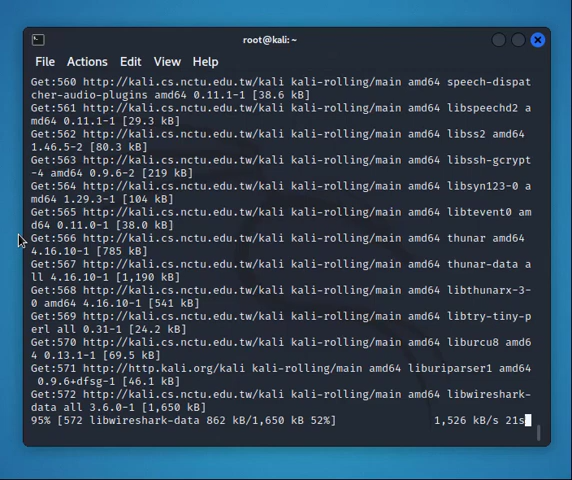 root@kali: ~
File Actions Edit View Help
Get:560 http://kali.cs.nctu.edu.tw/kali kali-rolling/main amd64 speech-dispat
cher-audio-plugins amd64 0.11.1-1 [38.6 kB]
Get:561 http://kali.cs.nctu.edu.tw/kali kali-rolling/main amd64 libspeechd2 a
md64 0.11.1-1 [29.3 kB]
Get:562 http://kali.cs.nctu.edu.tw/kali kali-rolling/main amd64 libss2 amd64
1.46.5-2 [80.3 kB]
Get:563 http://kali.cs.nctu.edu.tw/kali kali-rolling/main amd64 libssh-gcrypt
-4 amd64 0.9.6-2 [219 kB]
Get:564 http://kali.cs.nctu.edu.tw/kali kali-rolling/main amd64 libsyn123-0 a
md64 1.29.3-1 [104 kB]
Get:565 http://kali.cs.nctu.edu.tw/kali kali-rolling/main amd64 libtevent0 am
d64 0.11.0-1 [38.0 kB]
Get:566 http://kali.cs.nctu.edu.tw/kali kali-rolling/main amd64 thunar amd64
4.16.10-1 [785 kB]
Get:567 http://kali.cs.nctu.edu.tw/kali kali-rolling/main amd64 thunar-data a
ll 4.16.10-1 [1,190 kB]
Get:568 http://kali.cs.nctu.edu.tw/kali kali-rolling/main amd64 libthunarx-3-
0 amd64 4.16.10-1 [541 kB]
Get:569 http://kali.cs.nctu.edu.tw/kali kali-rolling/main amd64 libtry-tiny-p
erl all 0.31-1 [24.2 kB]
Get:570 http://kali.cs.nctu.edu.tw/kali kali-rolling/main amd64 liburcu8 amd6
4 0.13.1-1 [69.5 kB]
Get:571 http://http.kali.org/kali kali-rolling/main amd64 liburiparser1 amd64
0.9.6+dfsg-1 [46.1 kB]
Get:572 http://kali.cs.nctu.edu.tw/kali kali-rolling/main amd64 libwireshark-
data all 3.6.0-1 [1,650 kB]
95% [572 libwireshark-data 862 kB/1,650 kB 52%] 1,526 kB/s 21s